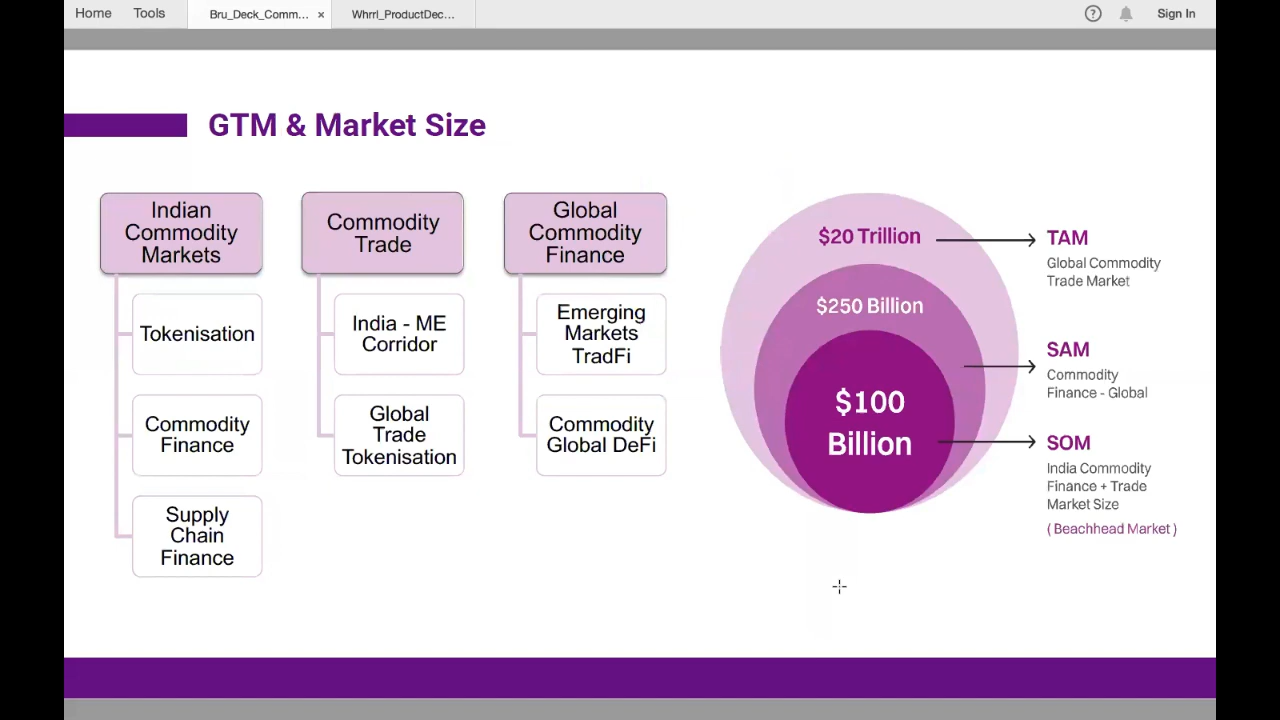 Home Tools Bru_Deck_Comm... × Whrrl_ProductDec... ? Sign In
GTM & Market Size
Indian
Commodity
Markets
Tokenisation
Commodity
Finance
Supply
Chain
Finance
Commodity
Trade
India - ME
Corridor
Global
Trade
Tokenisation
Global
Commodity
Finance
Emerging
Markets
TradFi
Commodity
Global DeFi
$20 Trillion
$250 Billion
$100
Billion
TAM
Global Commodity
Trade Market
SAM
Commodity
Finance - Global
SOM
India Commodity
Finance + Trade
Market Size
( Beachhead Market )